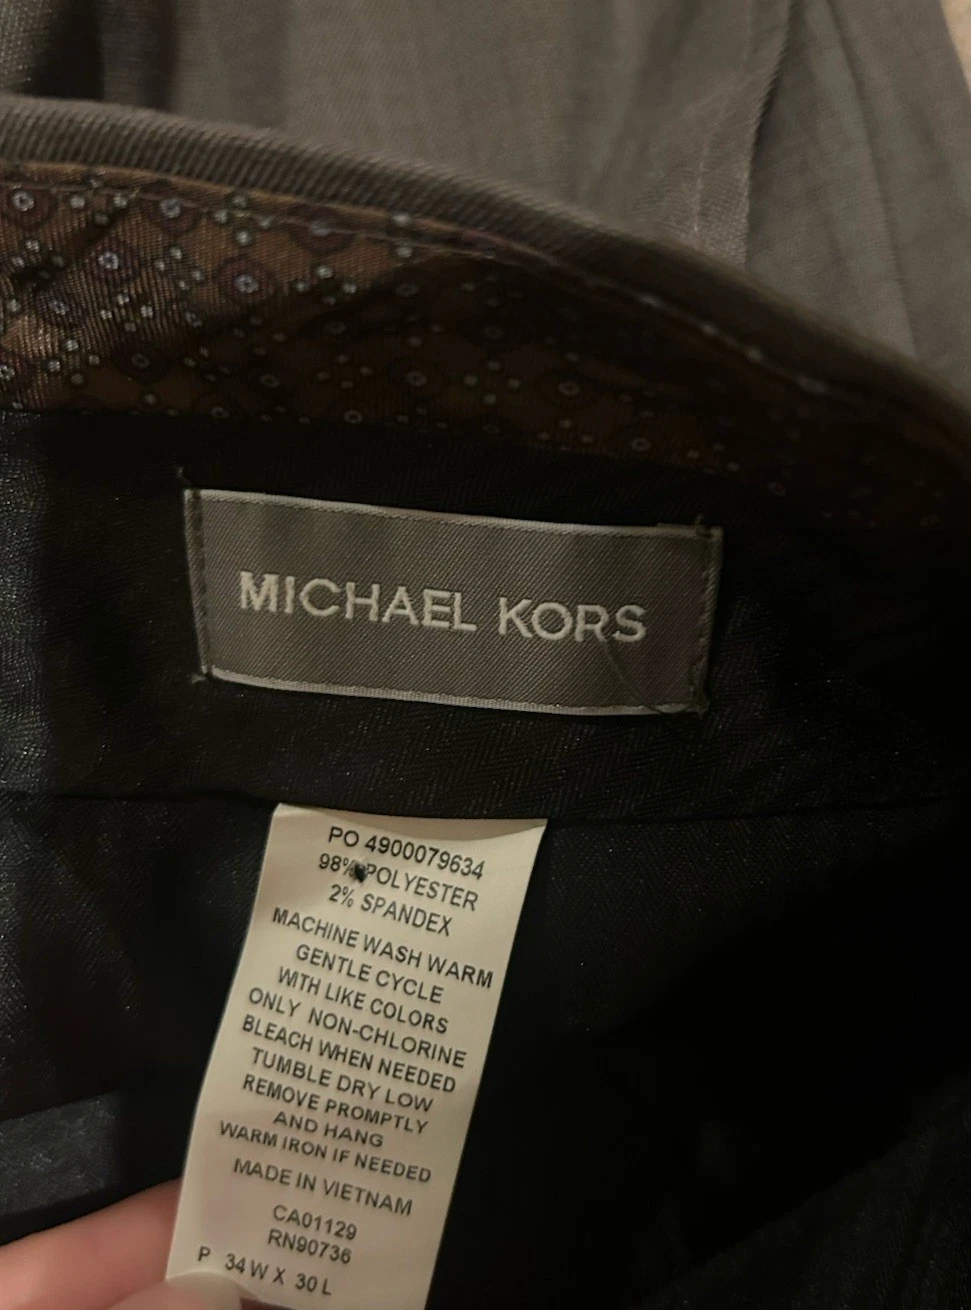 MICHAEL KORS
PO 4900079634
98% POLYESTER
2% SPANDEX
MACHINE WASH WARM
GENTLE CYCLE
WITH LIKE COLORS
ONLY NON-CHLORINE
BLEACH WHEN NEEDED
TUMBLE DRY LOW
REMOVE PROMPTLY
AND HANG
WARM IRON IF NEEDED
MADE IN VIETNAM
CA01129
RN90736
P 34W X 30L